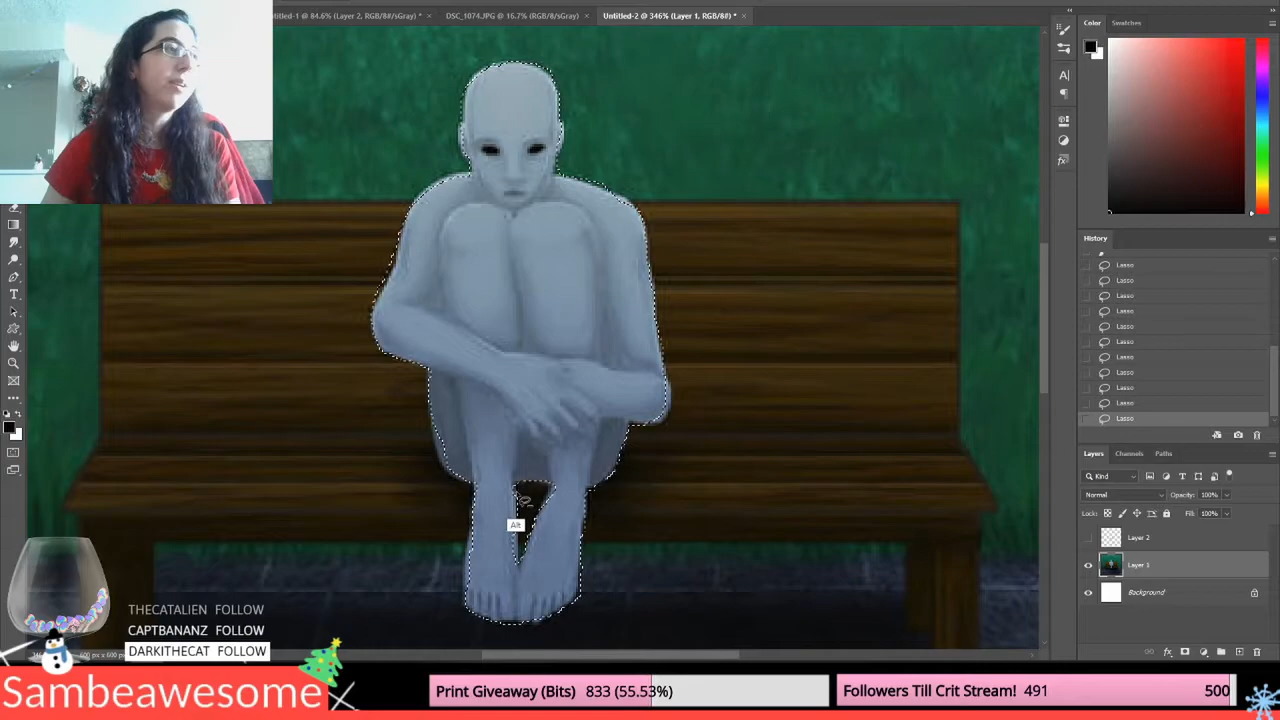 titled-1 @ 84.6% (Layer 2, RGB/8#/sGray) * ×
DSC_1074.JPG @ 16.7% (RGB/8/sGray) ×
Untitled-2 @ 346% (Layer 1, RGB/8#) * ×
Color
Swatches
History
Lasso
Lasso
Lasso
Lasso
Lasso
Lasso
Lasso
Lasso
Lasso
Lasso
Lasso
Layers
Channels
Paths
Kind
Normal
Opacity: 100%
Lock:
Fill: 100%
Layer 2
Layer 1
Background
Alt
THECATALIEN FOLLOW
CAPTBANANZ FOLLOW
DARKITHECAT FOLLOW
Sambeawesome
Print Giveaway (Bits) 833 (55.53%)
Followers Till Crit Stream! 491
500